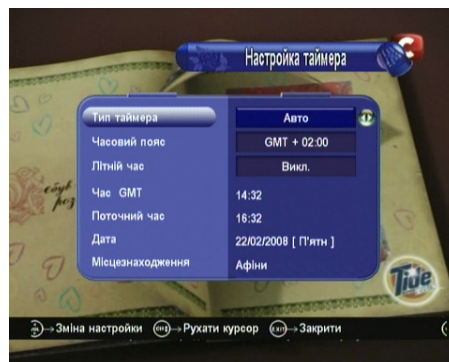 Настройка таймера
Тип таймера Авто
Часовий пояс GMT + 02:00
Літній час Викл.
Час GMT 14:32
Поточний час 16:32
Дата 22/02/2008 [ П'ятн ]
Місцезнаходження Афіни
Tide
Зміна настройки Рухати курсор EXIT Закрити